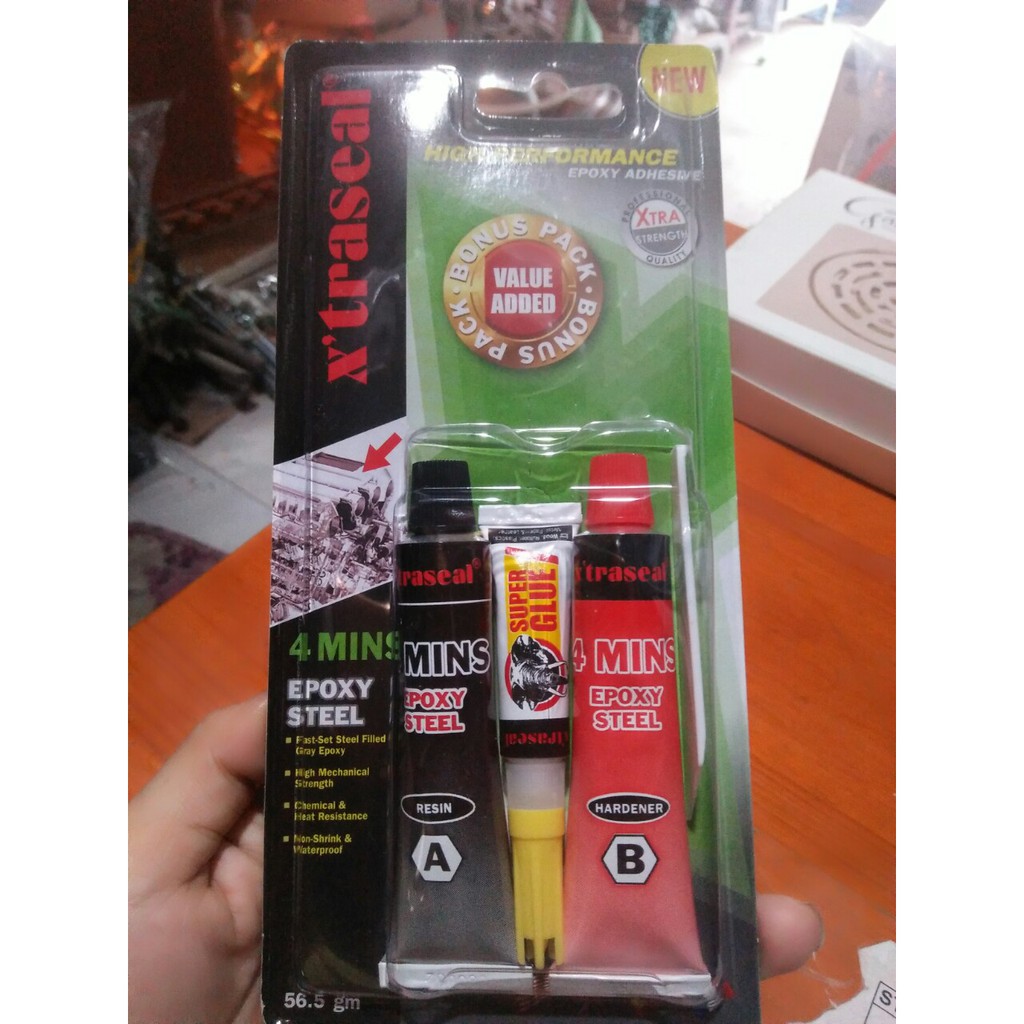 NEW
x'traseal®
HIGH PERFORMANCE
EPOXY ADHESIVE
PROFESSIONAL
XTRA
STRENGTH
QUALITY
BONUS PACK
VALUE
ADDED
BONUS PACK
4 MINS
EPOXY
STEEL
Fast-Set Steel Filled
Gray Epoxy
High Mechanical
Strength
Chemical &
Heat Resistance
Non-Shrink &
Waterproof
56.5 gm
traseal®
MINS
EPOXY
STEEL
RESIN
A
SUPER
GLUE
x'traseal
x'traseal
4 MINS
EPOXY
STEEL
HARDENER
B